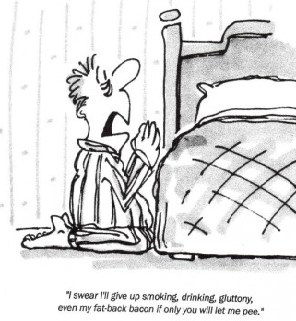 "I swear I'll give up smoking, drinking, gluttony,
even my fat-back bacon if only you will let me pee."